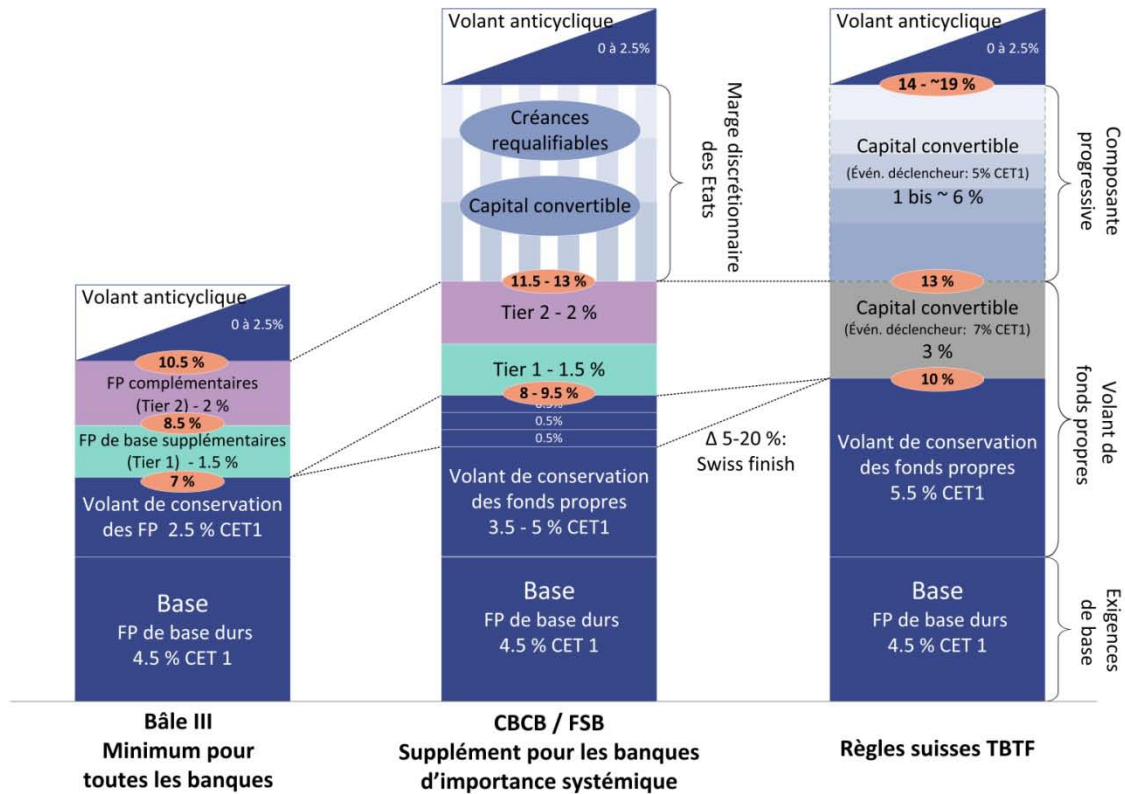 Volant anticyclique
0 à 2.5%
10.5 %
FP complémentaires
(Tier 2) - 2 %
8.5 %
FP de base supplémentaires
(Tier 1) - 1.5 %
7 %
Volant de conservation
des FP 2.5 % CET1
Base
FP de base durs
4.5 % CET 1
Bâle III
Minimum pour
toutes les banques
Volant anticyclique
0 à 2.5%
Créances
requalifiables
Capital convertible
Marge discrétionnaire
des Etats
11.5 - 13 %
Tier 2 - 2 %
Tier 1 - 1.5 %
8 - 9.5 %
0.5%
0.5%
0.5%
Volant de conservation
des fonds propres
3.5 - 5 % CET1
Δ 5-20 %:
Swiss finish
Base
FP de base durs
4.5 % CET 1
CBCB / FSB
Supplément pour les banques
d’importance systémique
Volant anticyclique
0 à 2.5%
14 - ~19 %
Capital convertible
(Évén. déclencheur: 5% CET1)
1 bis ~ 6 %
Composante
progressive
13 %
Capital convertible
(Évén. déclencheur: 7% CET1)
3 %
10 %
Volant de conservation
des fonds propres
5.5 % CET1
Volant de
fonds propres
Base
FP de base durs
4.5 % CET 1
Exigences
de base
Règles suisses TBTF